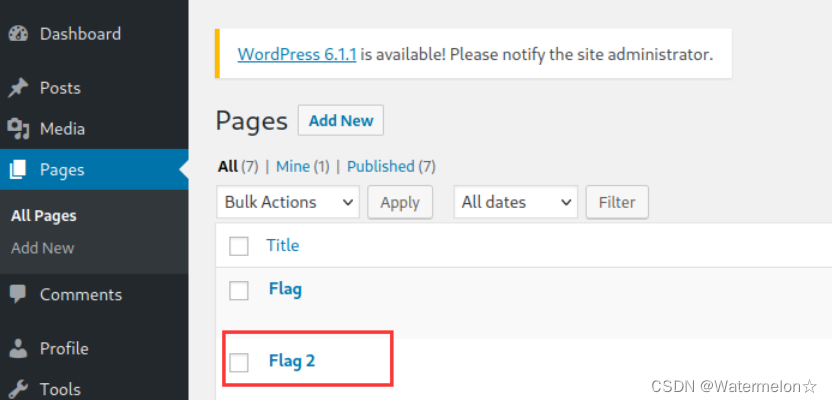 Dashboard
WordPress 6.1.1 is available! Please notify the site administrator.
Posts
Media
Pages
All Pages
Add New
Comments
Profile
Tools
Pages Add New
All (7) | Mine (1) | Published (7)
Bulk Actions Apply All dates Filter
Title
Flag
Flag 2
CSDN @Watermelon☆